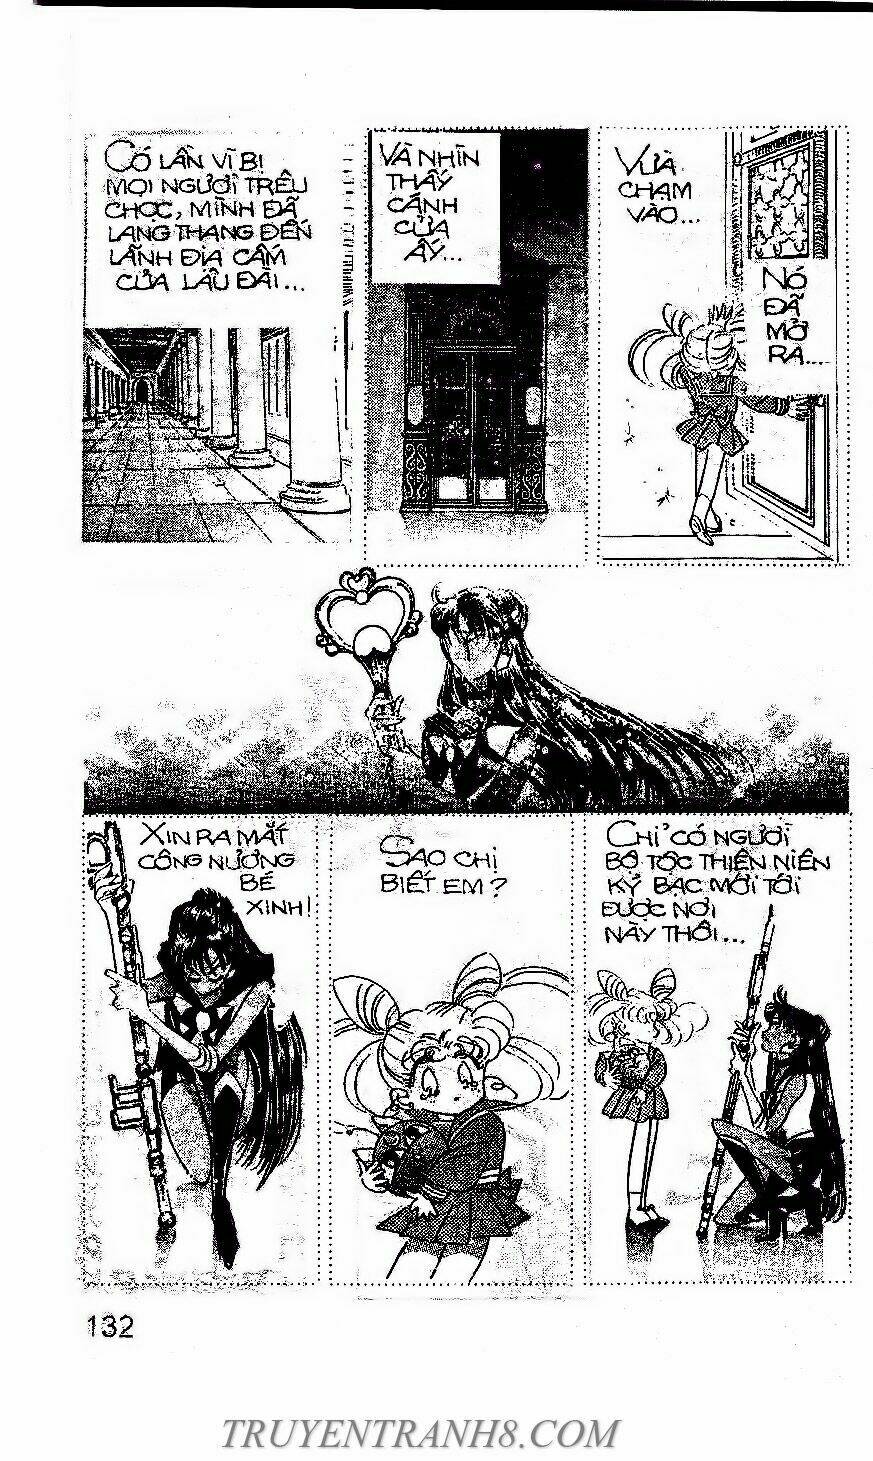 CÓ LẦN VÌ BỊ
MỌI NGƯỜI TRÊU
CHỌC, MÌNH ĐÃ
LANG THANG ĐẾN
LÃNH ĐỊA CẤM
CỦA LÂU ĐÀI...
VÀ NHÌN
THẤY
CÁNH
CỬA
ẤY...
VỪA
CHẠM
VÀO...
NÓ
ĐÃ
MỞ
RA...
XIN RA MẮT
CÔNG NƯƠNG
BÉ
XINH!
SAO CHỊ
BIẾT EM?
CHỈ CÓ NGƯỜI
BỘ TỘC THIÊN NIÊN
KỶ BẠC MỚI TỚI
ĐƯỢC NƠI
NÀY THÔI...
132
TRUYENTRANH8.COM